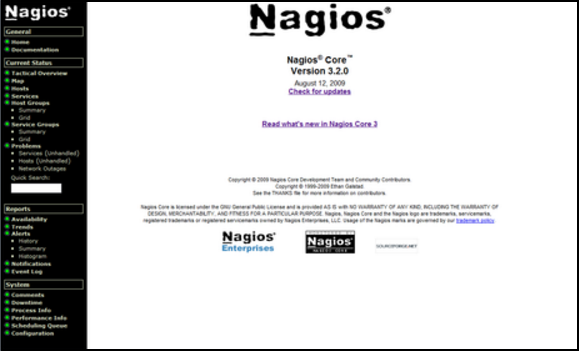 Nagios®
General
Home
Documentation
Current Status
Tactical Overview
Map
Hosts
Services
Host Groups
Summary
Grid
Service Groups
Summary
Grid
Problems
Services (Unhandled)
Hosts (Unhandled)
Network Outages
Quick Search:
Reports
Availability
Trends
Alerts
History
Summary
Histogram
Notifications
Event Log
System
Comments
Downtime
Process Info
Performance Info
Scheduling Queue
Configuration
Nagios®
Nagios® Core™
Version 3.2.0
August 12, 2009
Check for updates
Read what's new in Nagios Core 3
Copyright © 2009 Nagios Core Development Team and Community Contributors.
Copyright © 1999-2009 Ethan Galstad.
See the THANKS file for more information on contributors.
Nagios Core is licensed under the GNU General Public License and is provided AS IS with NO WARRANTY OF ANY KIND, INCLUDING THE WARRANTY OF
DESIGN, MERCHANTABILITY, AND FITNESS FOR A PARTICULAR PURPOSE. Nagios, Nagios Core and the Nagios logo are trademarks, servicemarks,
registered trademarks or registered servicemarks owned by Nagios Enterprises, LLC. Usage of the Nagios marks are governed by our trademark policy.
Nagios®
Enterprises
Nagios
SOURCEFORGE.NET